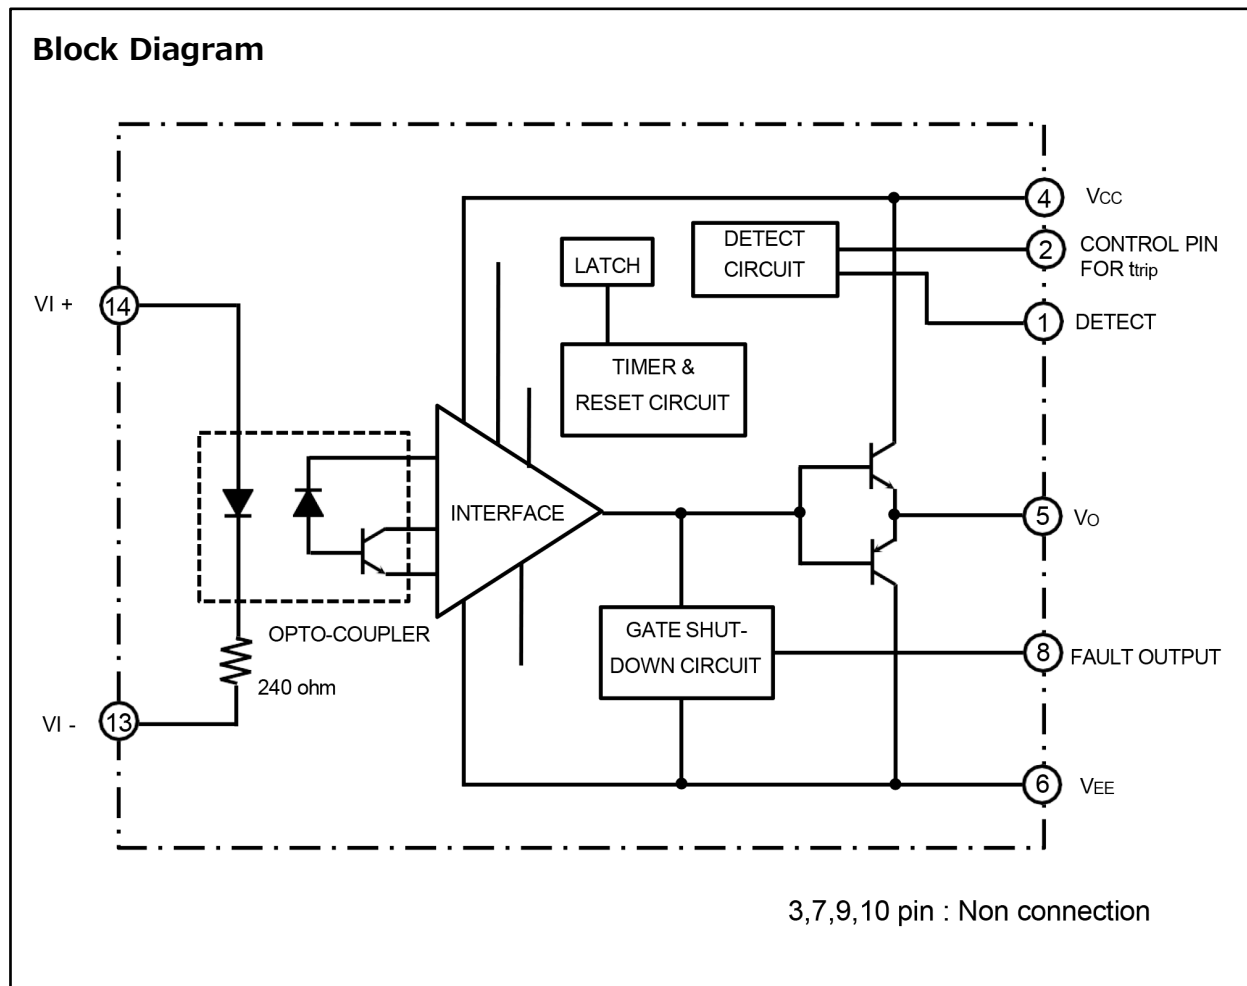 Block Diagram
4
VCC
DETECT
CIRCUIT
2
CONTROL PIN
FOR ttrip
LATCH
14
VI +
1
DETECT
TIMER &
RESET CIRCUIT
INTERFACE
5
VO
OPTO-COUPLER
GATE SHUT-
DOWN CIRCUIT
8
FAULT OUTPUT
240 ohm
VI -
13
6
VEE
3,7,9,10 pin : Non connection